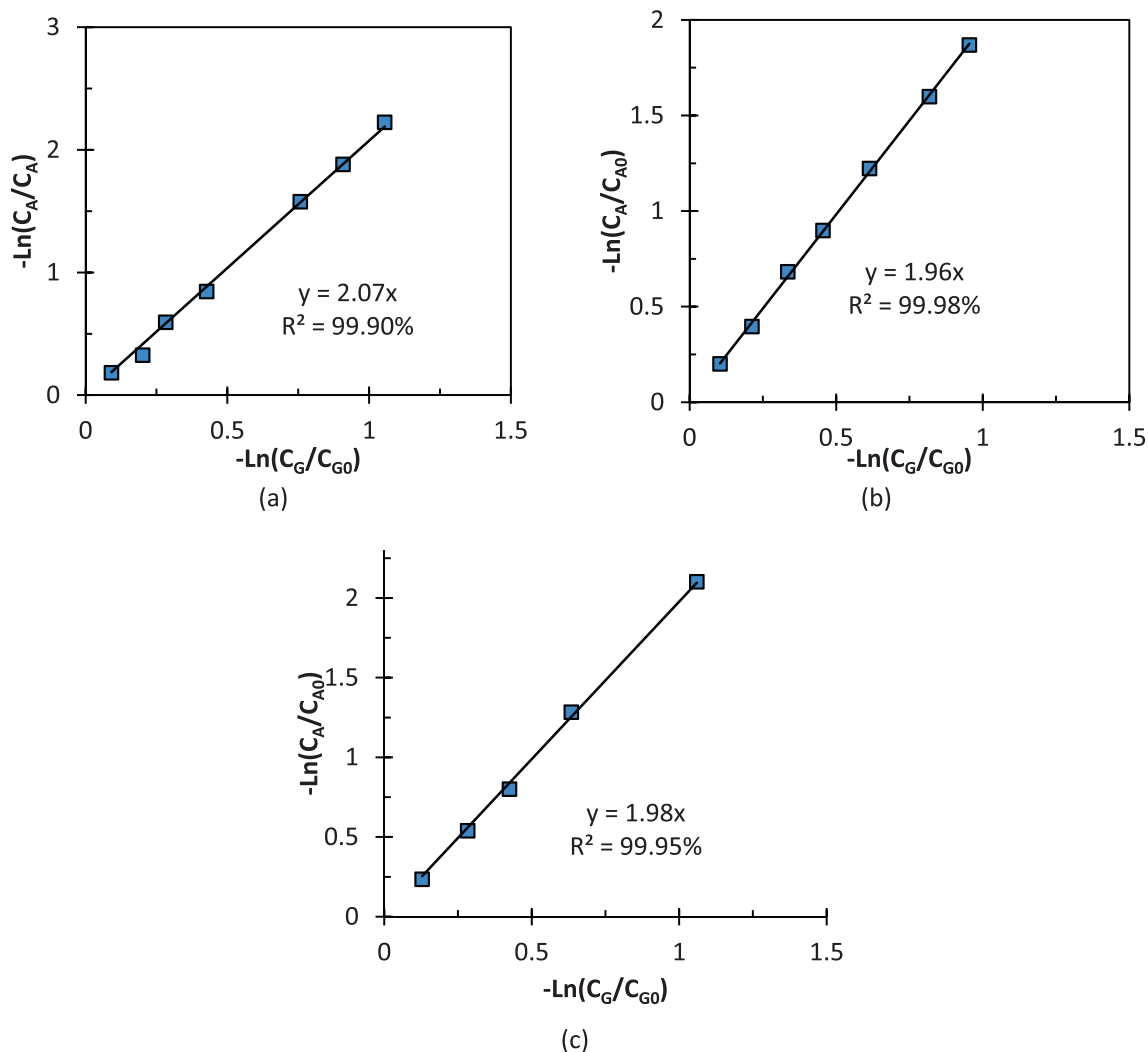 3
2
1
0
-Ln(C_A/C_A)
y = 2.07x
R² = 99.90%
0 0.5 1 1.5
-Ln(C_G/C_G0)
(a)
2
1.5
1
0.5
0
-Ln(C_A/C_A0)
y = 1.96x
R² = 99.98%
0 0.5 1 1.5
-Ln(C_G/C_G0)
(b)
2
1.5
1
0.5
0
-Ln(C_A/C_A0)
y = 1.98x
R² = 99.95%
0 0.5 1 1.5
-Ln(C_G/C_G0)
(c)